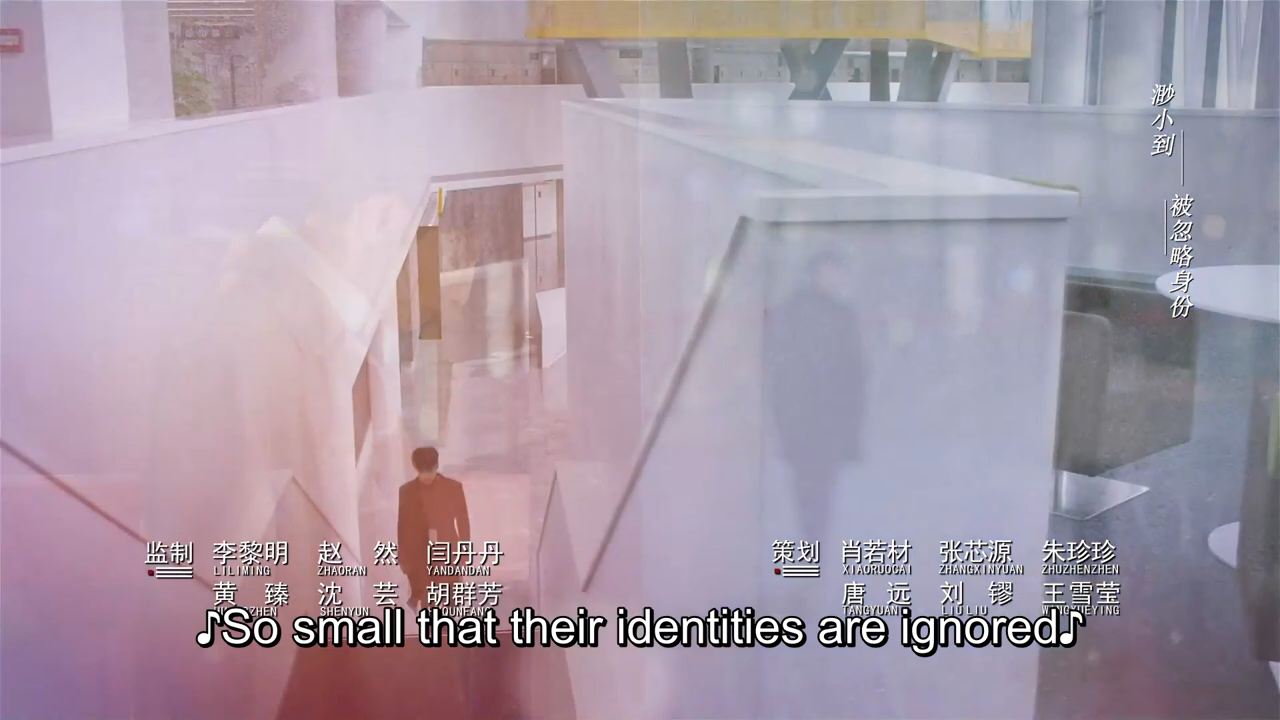 渺小到
被忽略身份
监制 李黎明 赵然 闫丹丹
LILIMING ZHAORAN YANDANDAN
黄臻 沈芸 胡群芳
SHENYUN
策划 肖若材 张芯源 朱珍珍
XIAORUOCAI ZHANGXINYUAN ZHUZHENZHEN
唐远 刘镠 王雪莹
TANGYUAN LIULIU
♪So small that their identities are ignored♪